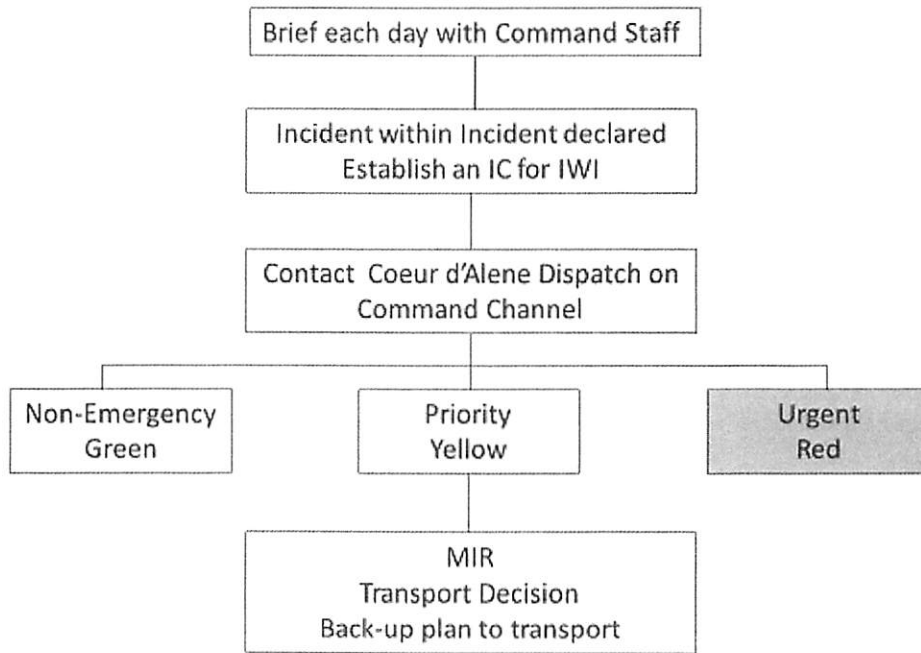 Brief each day with Command Staff
Incident within Incident declared
Establish an IC for IWI
Contact Coeur d'Alene Dispatch on
Command Channel
Non-Emergency
Green
Priority
Yellow
Urgent
Red
MIR
Transport Decision
Back-up plan to transport